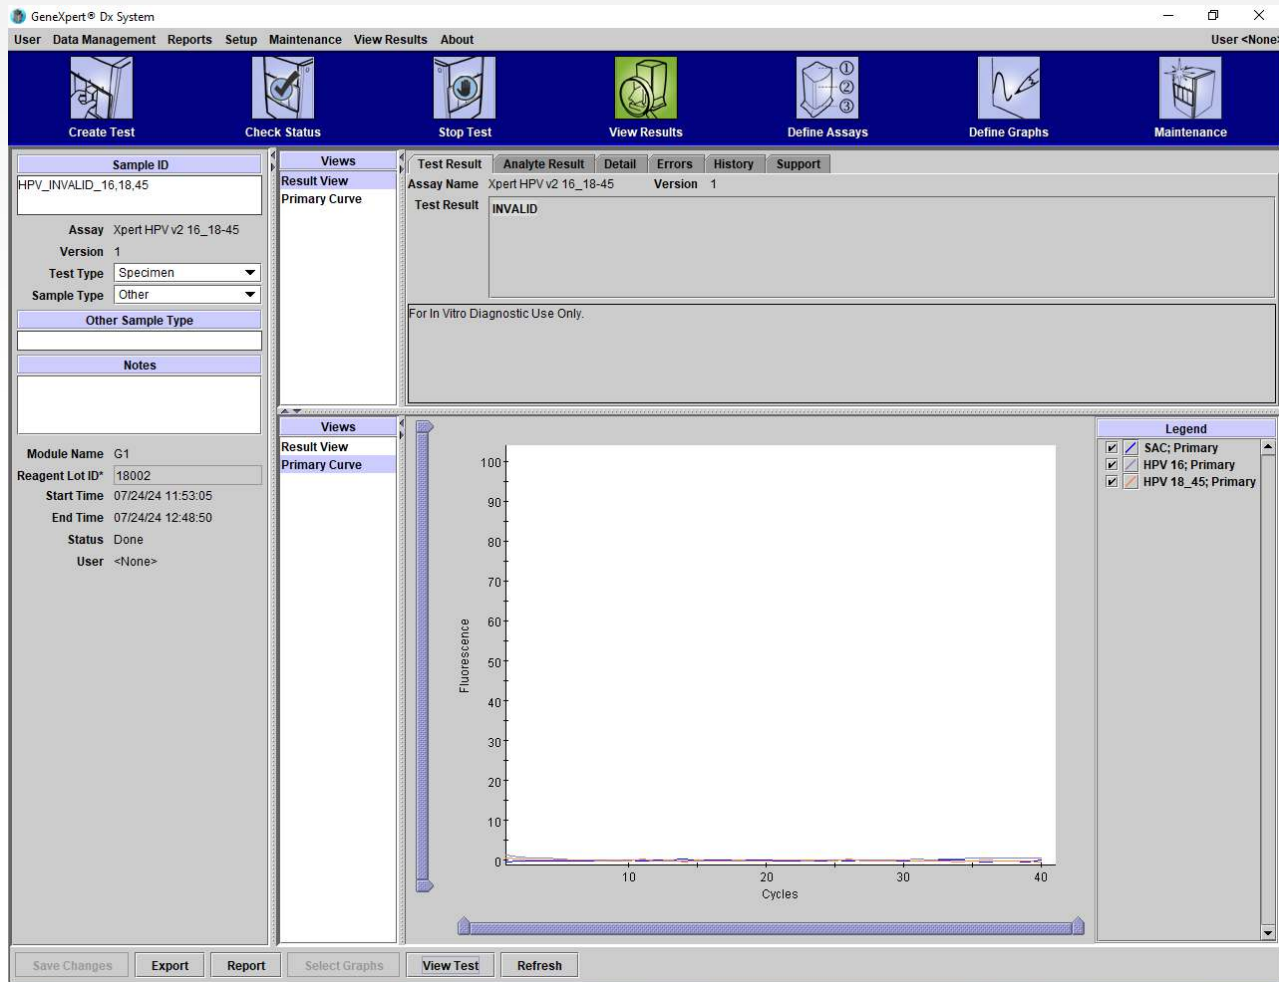 GeneXpert® Dx System
User Data Management Reports Setup Maintenance View Results About User <None>
Create Test Check Status Stop Test View Results Define Assays Define Graphs Maintenance
Sample ID
HPV_INVALID_16,18,45
Assay Xpert HPV v2 16_18-45
Version 1
Test Type Specimen
Sample Type Other
Other Sample Type
Notes
Module Name G1
Reagent Lot ID* 18002
Start Time 07/24/24 11:53:05
End Time 07/24/24 12:48:50
Status Done
User <None>
Views
Result View
Primary Curve
Test Result Analyte Result Detail Errors History Support
Assay Name Xpert HPV v2 16_18-45 Version 1
Test Result INVALID
For In Vitro Diagnostic Use Only.
Views
Result View
Primary Curve
100
90
80
70
60
50
40
30
20
10
0
Fluorescence
10 20 30 40
Cycles
Legend
SAC; Primary
HPV 16; Primary
HPV 18_45; Primary
Save Changes Export Report Select Graphs View Test Refresh